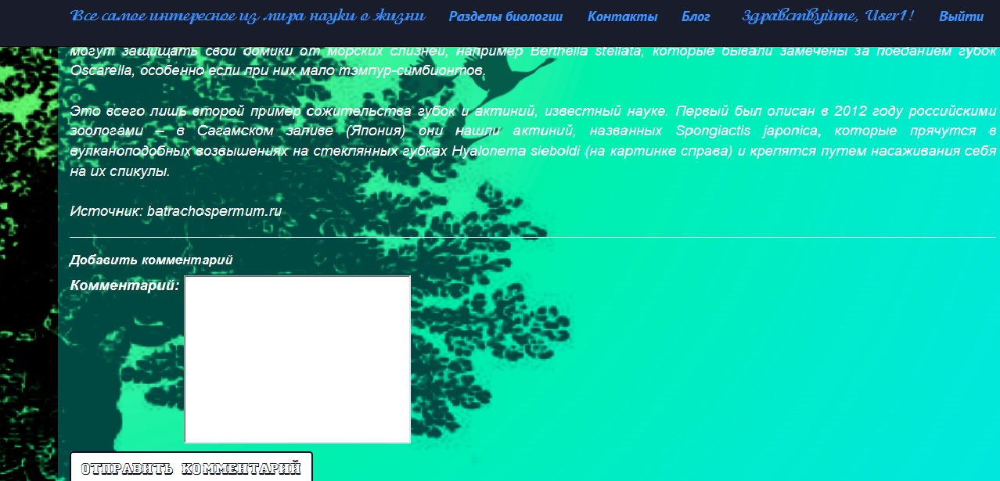 Все самое интересное из мира науки о жизни Разделы биологии Контакты Блог Здравствуйте, User1! Выйти
могут защищать свои домики от морских слизней, например Berthella stellata, которые бывали замечены за поеданием губок
Oscarella, особенно если при них мало тэмпур-симбионтов.
Это всего лишь второй пример сожительства губок и актиний, известный науке. Первый был описан в 2012 году российскими
зоологами – в Сагамском заливе (Япония) они нашли актиний, названных Spongiactis japonica, которые прячутся в
вулканоподобных возвышениях на стеклянных губках Hyalonema sieboldi (на картинке справа) и крепятся путем насаживания себя
на их спикулы.
Источник: batrachospermum.ru
Добавить комментарий
Комментарий:
ОТПРАВИТЬ КОММЕНТАРИЙ